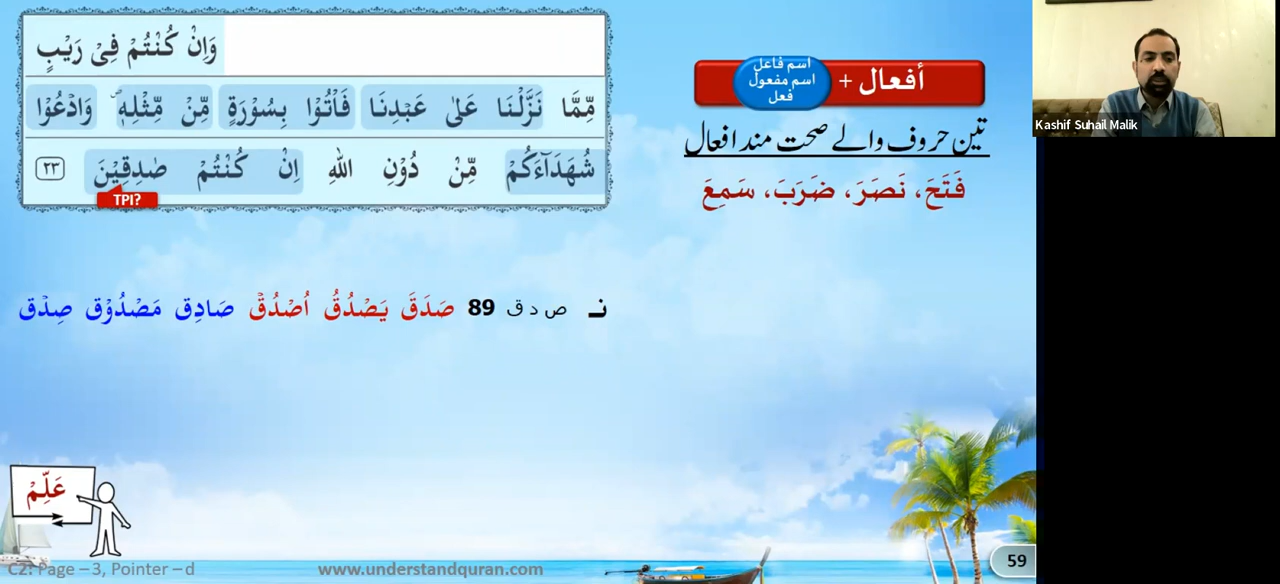 وَاِنْ كُنْتُمْ فِیْ رَیْبٍ
مِّمَّا نَزَّلْنَا عَلٰی عَبْدِنَا فَاْتُوْا بِسُوْرَةٍ مِّنْ مِّثْلِهٖ ۪ وَادْعُوْا
شُهَدَآءَكُمْ مِّنْ دُوْنِ اللهِ اِنْ كُنْتُمْ صٰدِقِیْنَ ٢٣
TPI?
أفعال +
اسم فاعل
اسم مفعول
فعل
تین حروف والے صحت مند افعال
فَتَحَ، نَصَرَ، ضَرَبَ، سَمِعَ
Kashif Suhail Malik
نـ ص د ق 89 صَدَقَ يَصْدُقُ اُصْدُقْ صَادِق مَصْدُوْق صِدْق
عَلِّمْ
C2: Page – 3, Pointer – d
www.understandquran.com
59